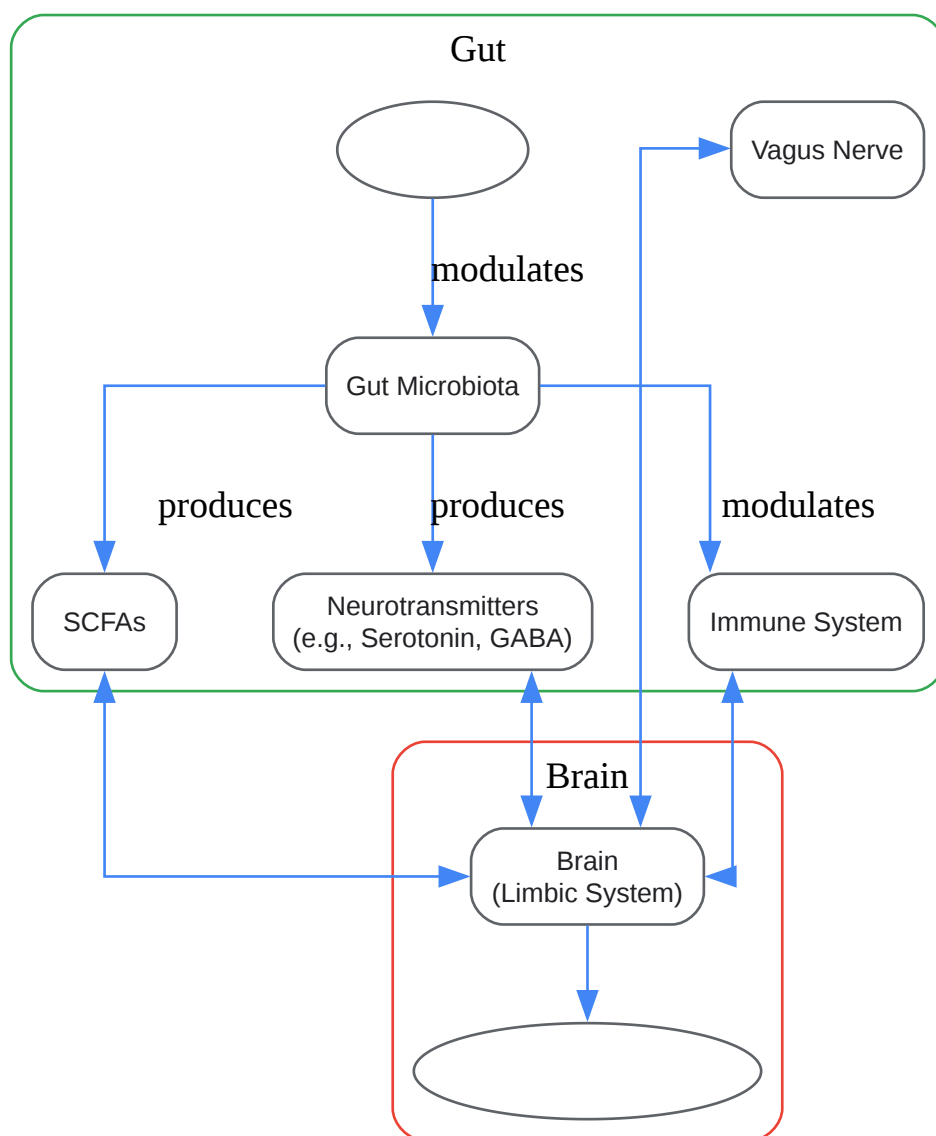 Gut
Vagus Nerve
modulates
Gut Microbiota
produces
produces
modulates
SCFAs
Neurotransmitters
(e.g., Serotonin, GABA)
Immune System
Brain
Brain
(Limbic System)